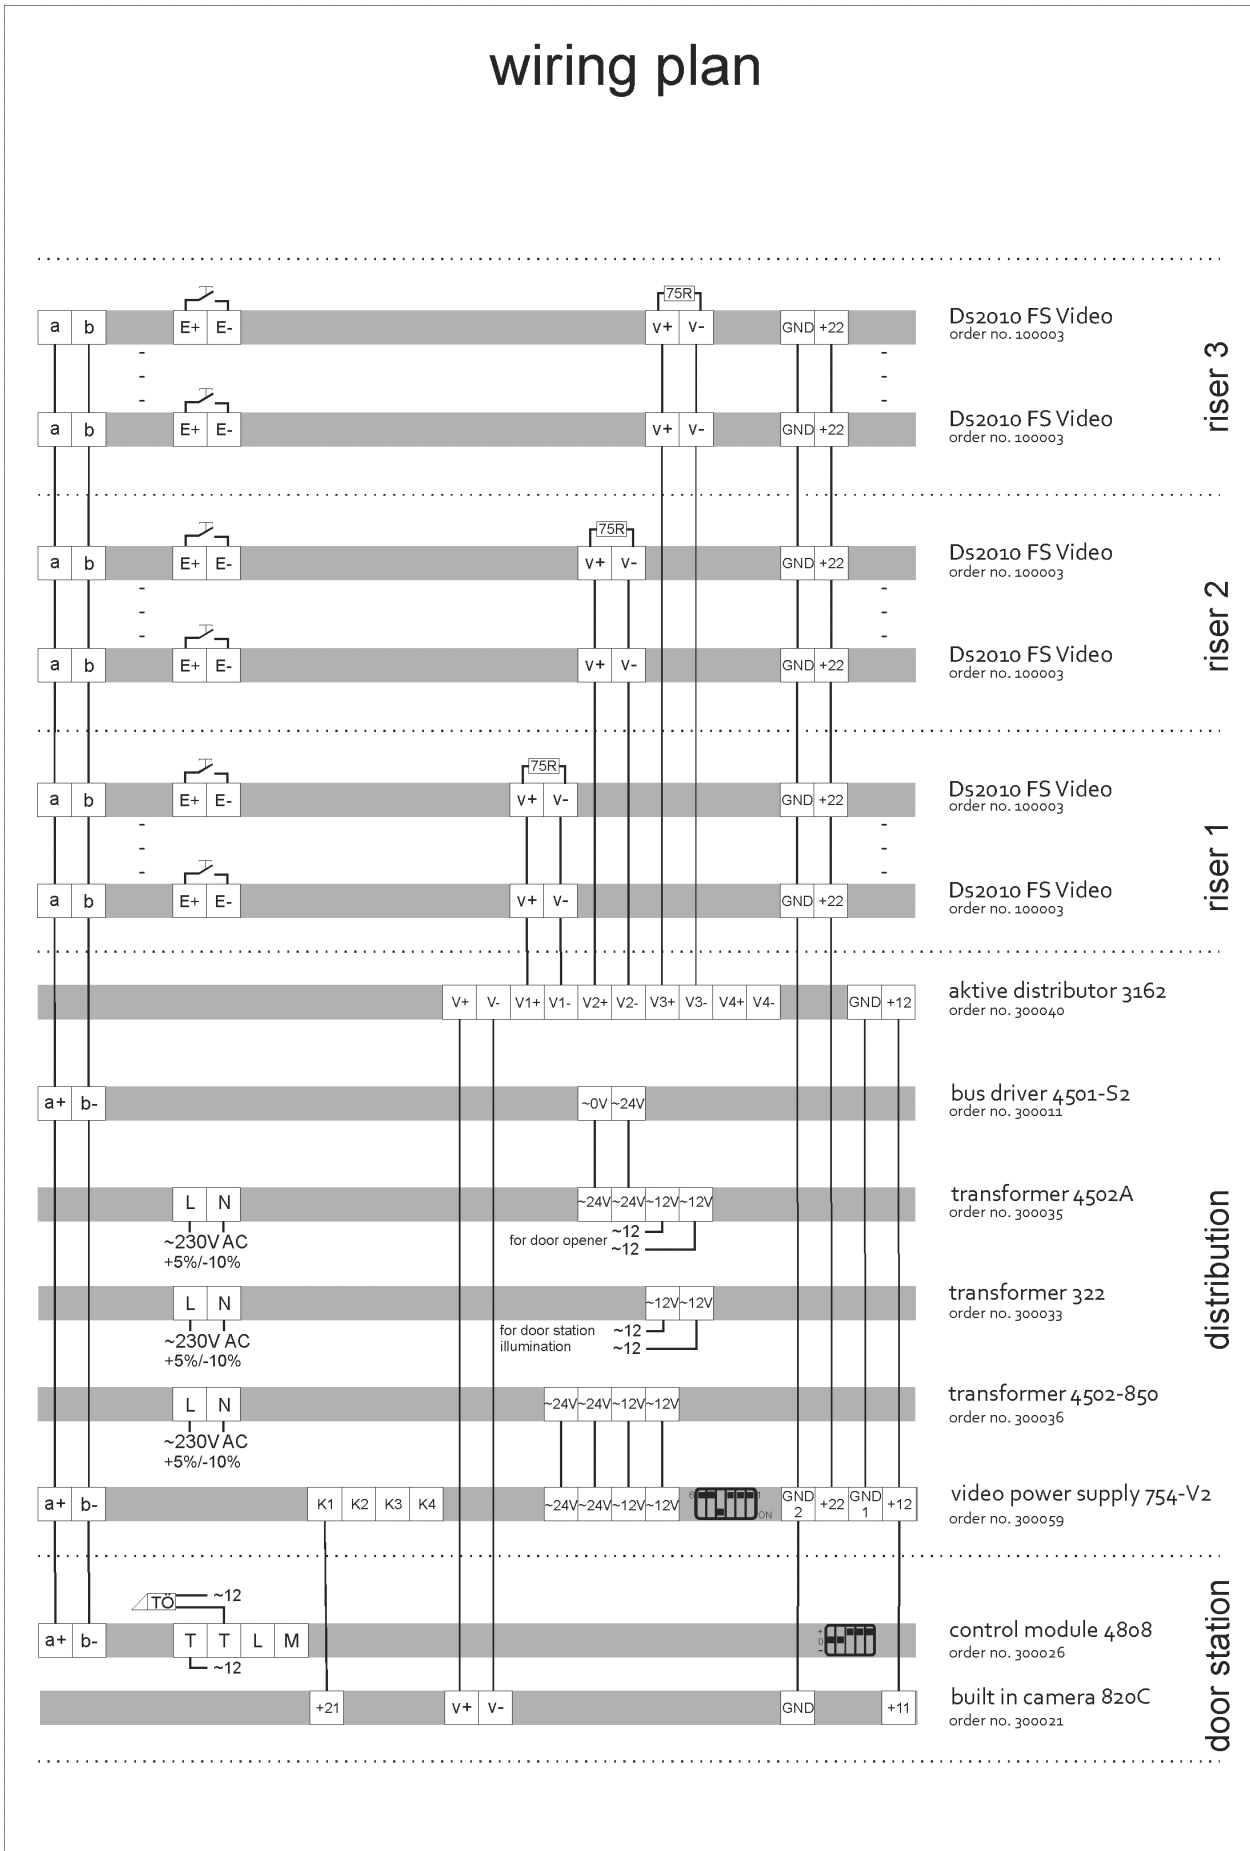 wiring plan
75R
a b E+ E- V+ V- GND +22 Ds2010 FS Video
order no. 100003
a b E+ E- V+ V- GND +22 Ds2010 FS Video
order no. 100003
riser 3
75R
a b E+ E- V+ V- GND +22 Ds2010 FS Video
order no. 100003
a b E+ E- V+ V- GND +22 Ds2010 FS Video
order no. 100003
riser 2
75R
a b E+ E- V+ V- GND +22 Ds2010 FS Video
order no. 100003
a b E+ E- V+ V- GND +22 Ds2010 FS Video
order no. 100003
riser 1
V+ V- V1+ V1- V2+ V2- V3+ V3- V4+ V4- GND +12 aktive distributor 3162
order no. 300040
a+ b- ~0V ~24V bus driver 4501-S2
order no. 300011
L N ~24V ~24V ~12V ~12V transformer 4502A
order no. 300035
~230V AC
+5%/-10%
for door opener
~12
~12
L N ~12V ~12V transformer 322
order no. 300033
~230V AC
+5%/-10%
for door station
illumination
~12
~12
L N ~24V ~24V ~12V ~12V transformer 4502-850
order no. 300036
~230V AC
+5%/-10%
a+ b- K1 K2 K3 K4 ~24V ~24V ~12V ~12V 6 1 ON GND 2 +22 GND 1 +12 video power supply 754-V2
order no. 300059
distribution
TÖ ~12
a+ b- T T L M + 0 - control module 4808
order no. 300026
~12
+21 V+ V- GND +11 built in camera 820C
order no. 300021
door station